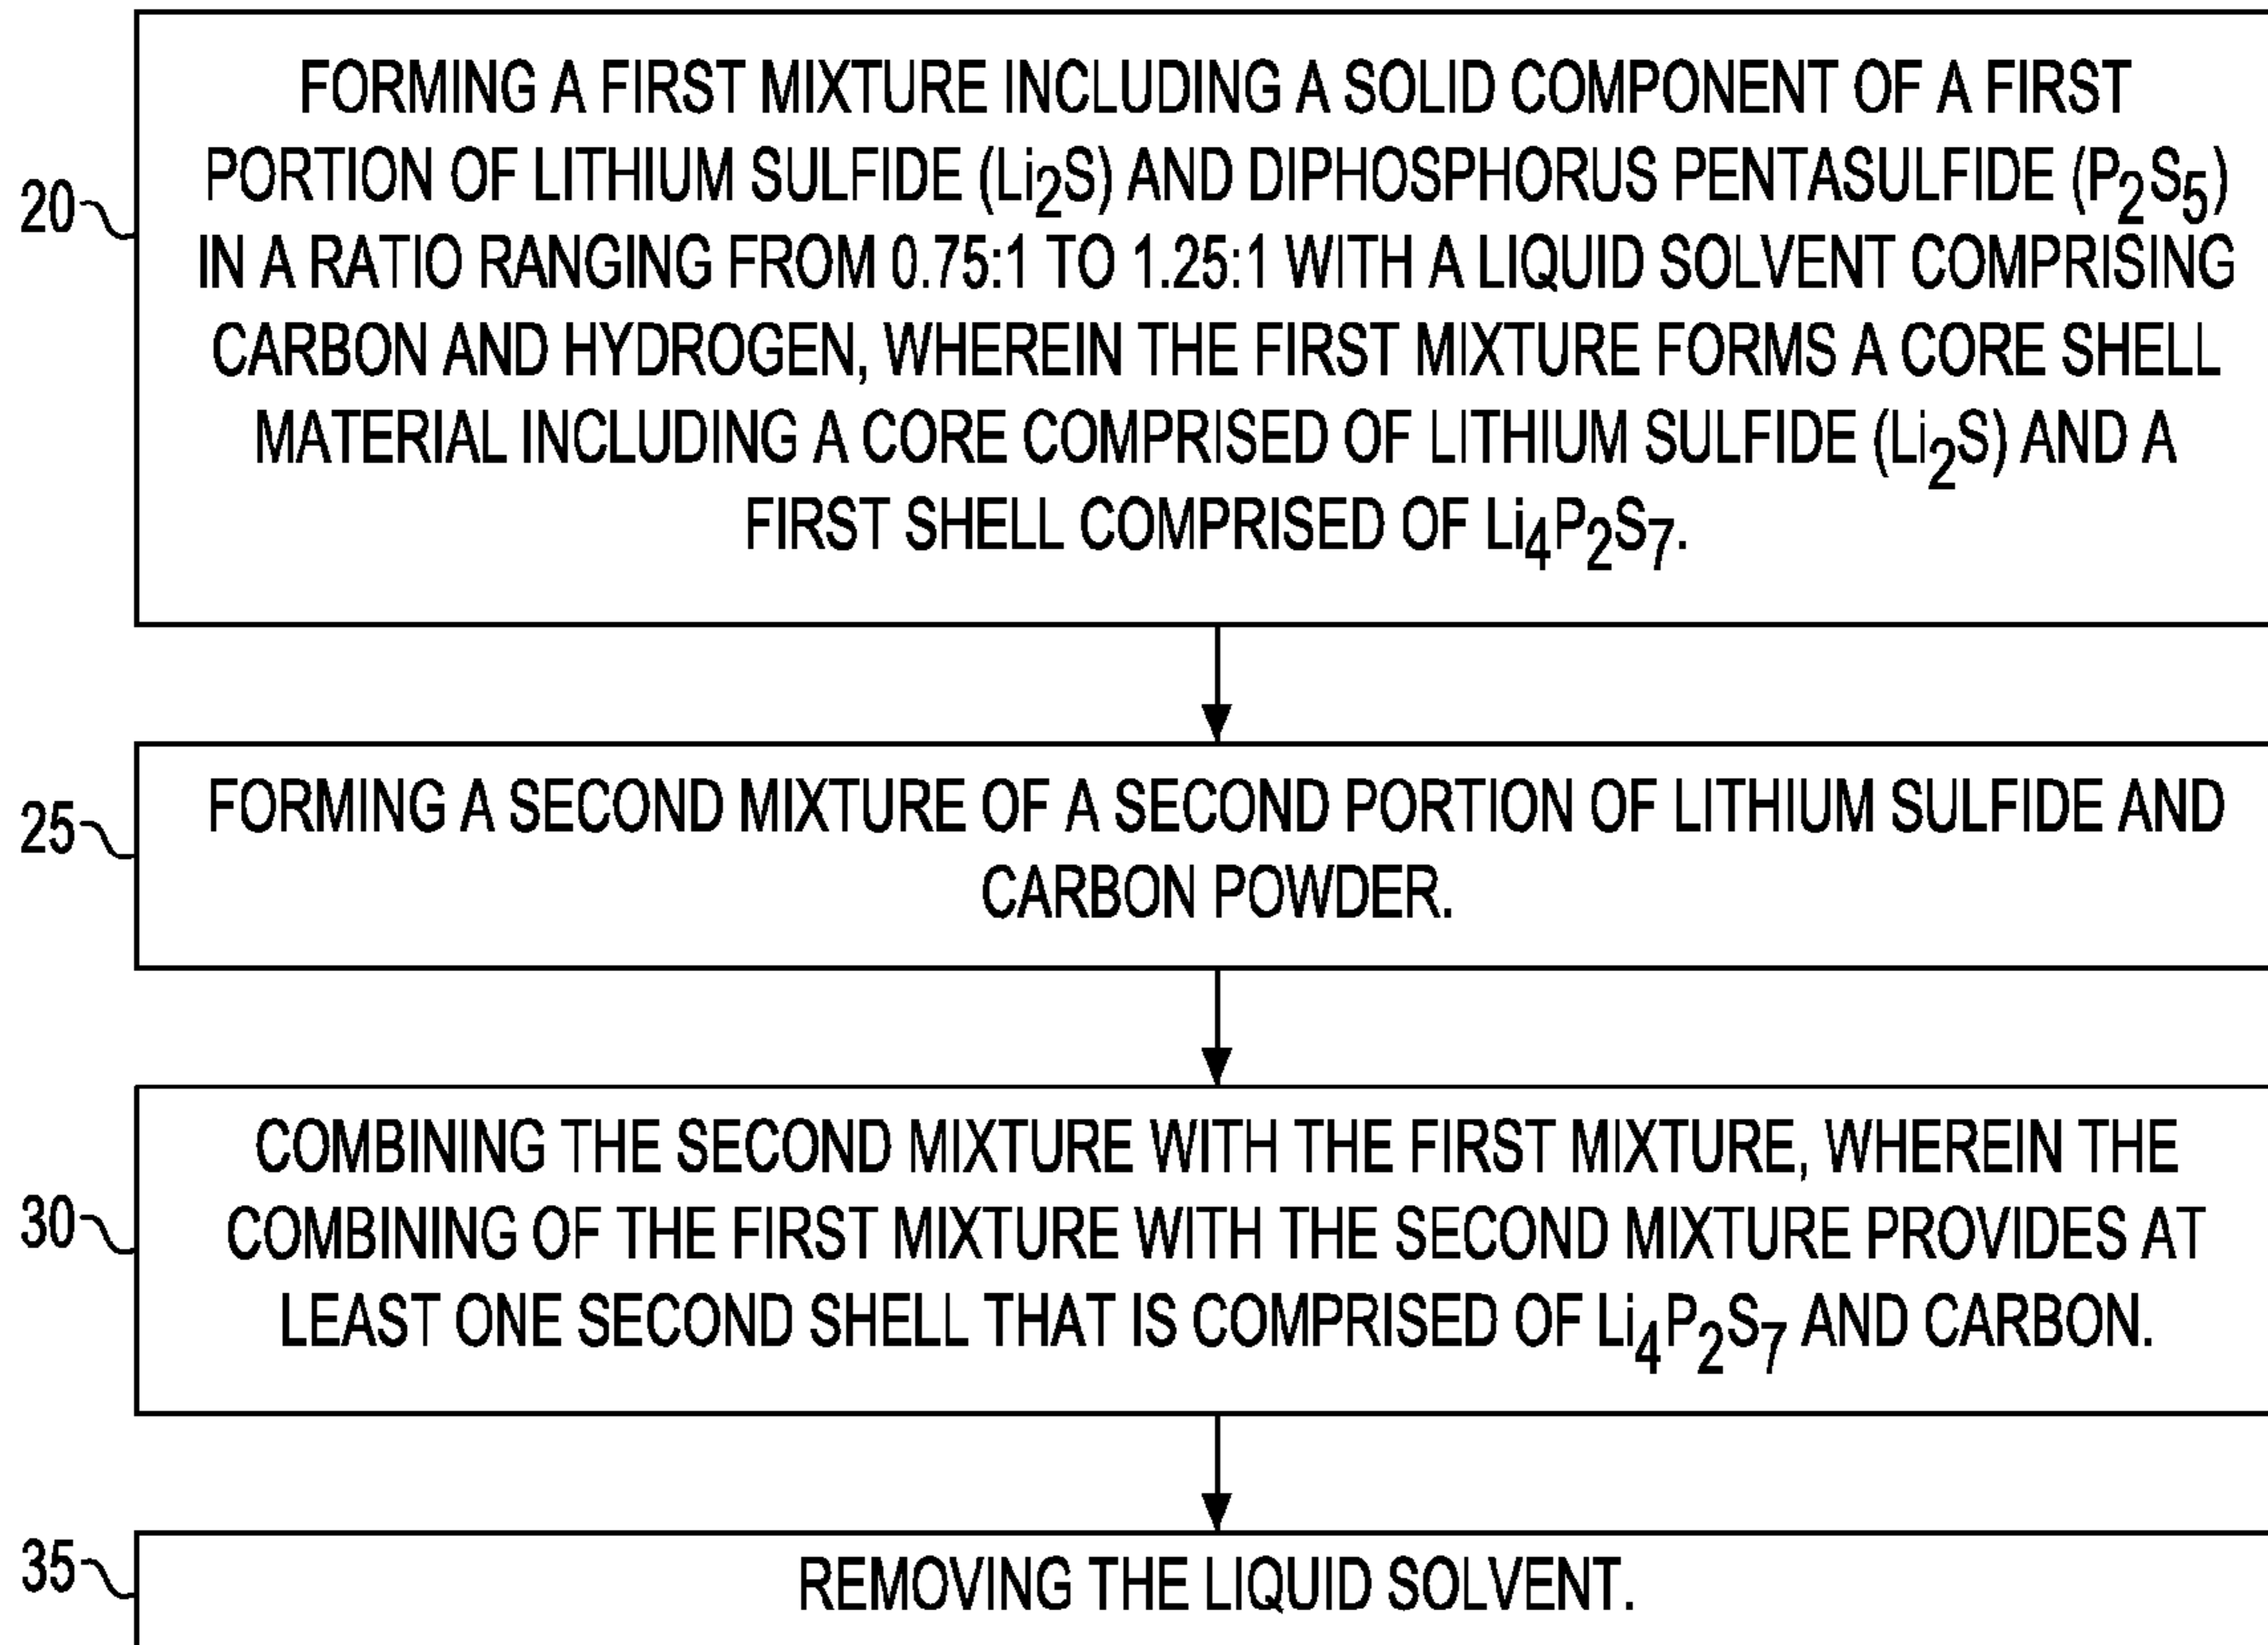 FORMING A FIRST MIXTURE INCLUDING A SOLID COMPONENT OF A FIRST
PORTION OF LITHIUM SULFIDE (Li2S) AND DIPHOSPHORUS PENTASULFIDE (P2S5)
20
IN A RATIO RANGING FROM 0.75:1 TO 1.25:1 WITH A LIQUID SOLVENT COMPRISING
CARBON AND HYDROGEN, WHEREIN THE FIRST MIXTURE FORMS A CORE SHELL
MATERIAL INCLUDING A CORE COMPRISED OF LITHIUM SULFIDE (Li2S) AND A
FIRST SHELL COMPRISED OF Li4P2S7.
25
FORMING A SECOND MIXTURE OF A SECOND PORTION OF LITHIUM SULFIDE AND
CARBON POWDER.
COMBINING THE SECOND MIXTURE WITH THE FIRST MIXTURE, WHEREIN THE
30
COMBINING OF THE FIRST MIXTURE WITH THE SECOND MIXTURE PROVIDES AT
LEAST ONE SECOND SHELL THAT IS COMPRISED OF Li4P2S7 AND CARBON.
35
REMOVING THE LIQUID SOLVENT.